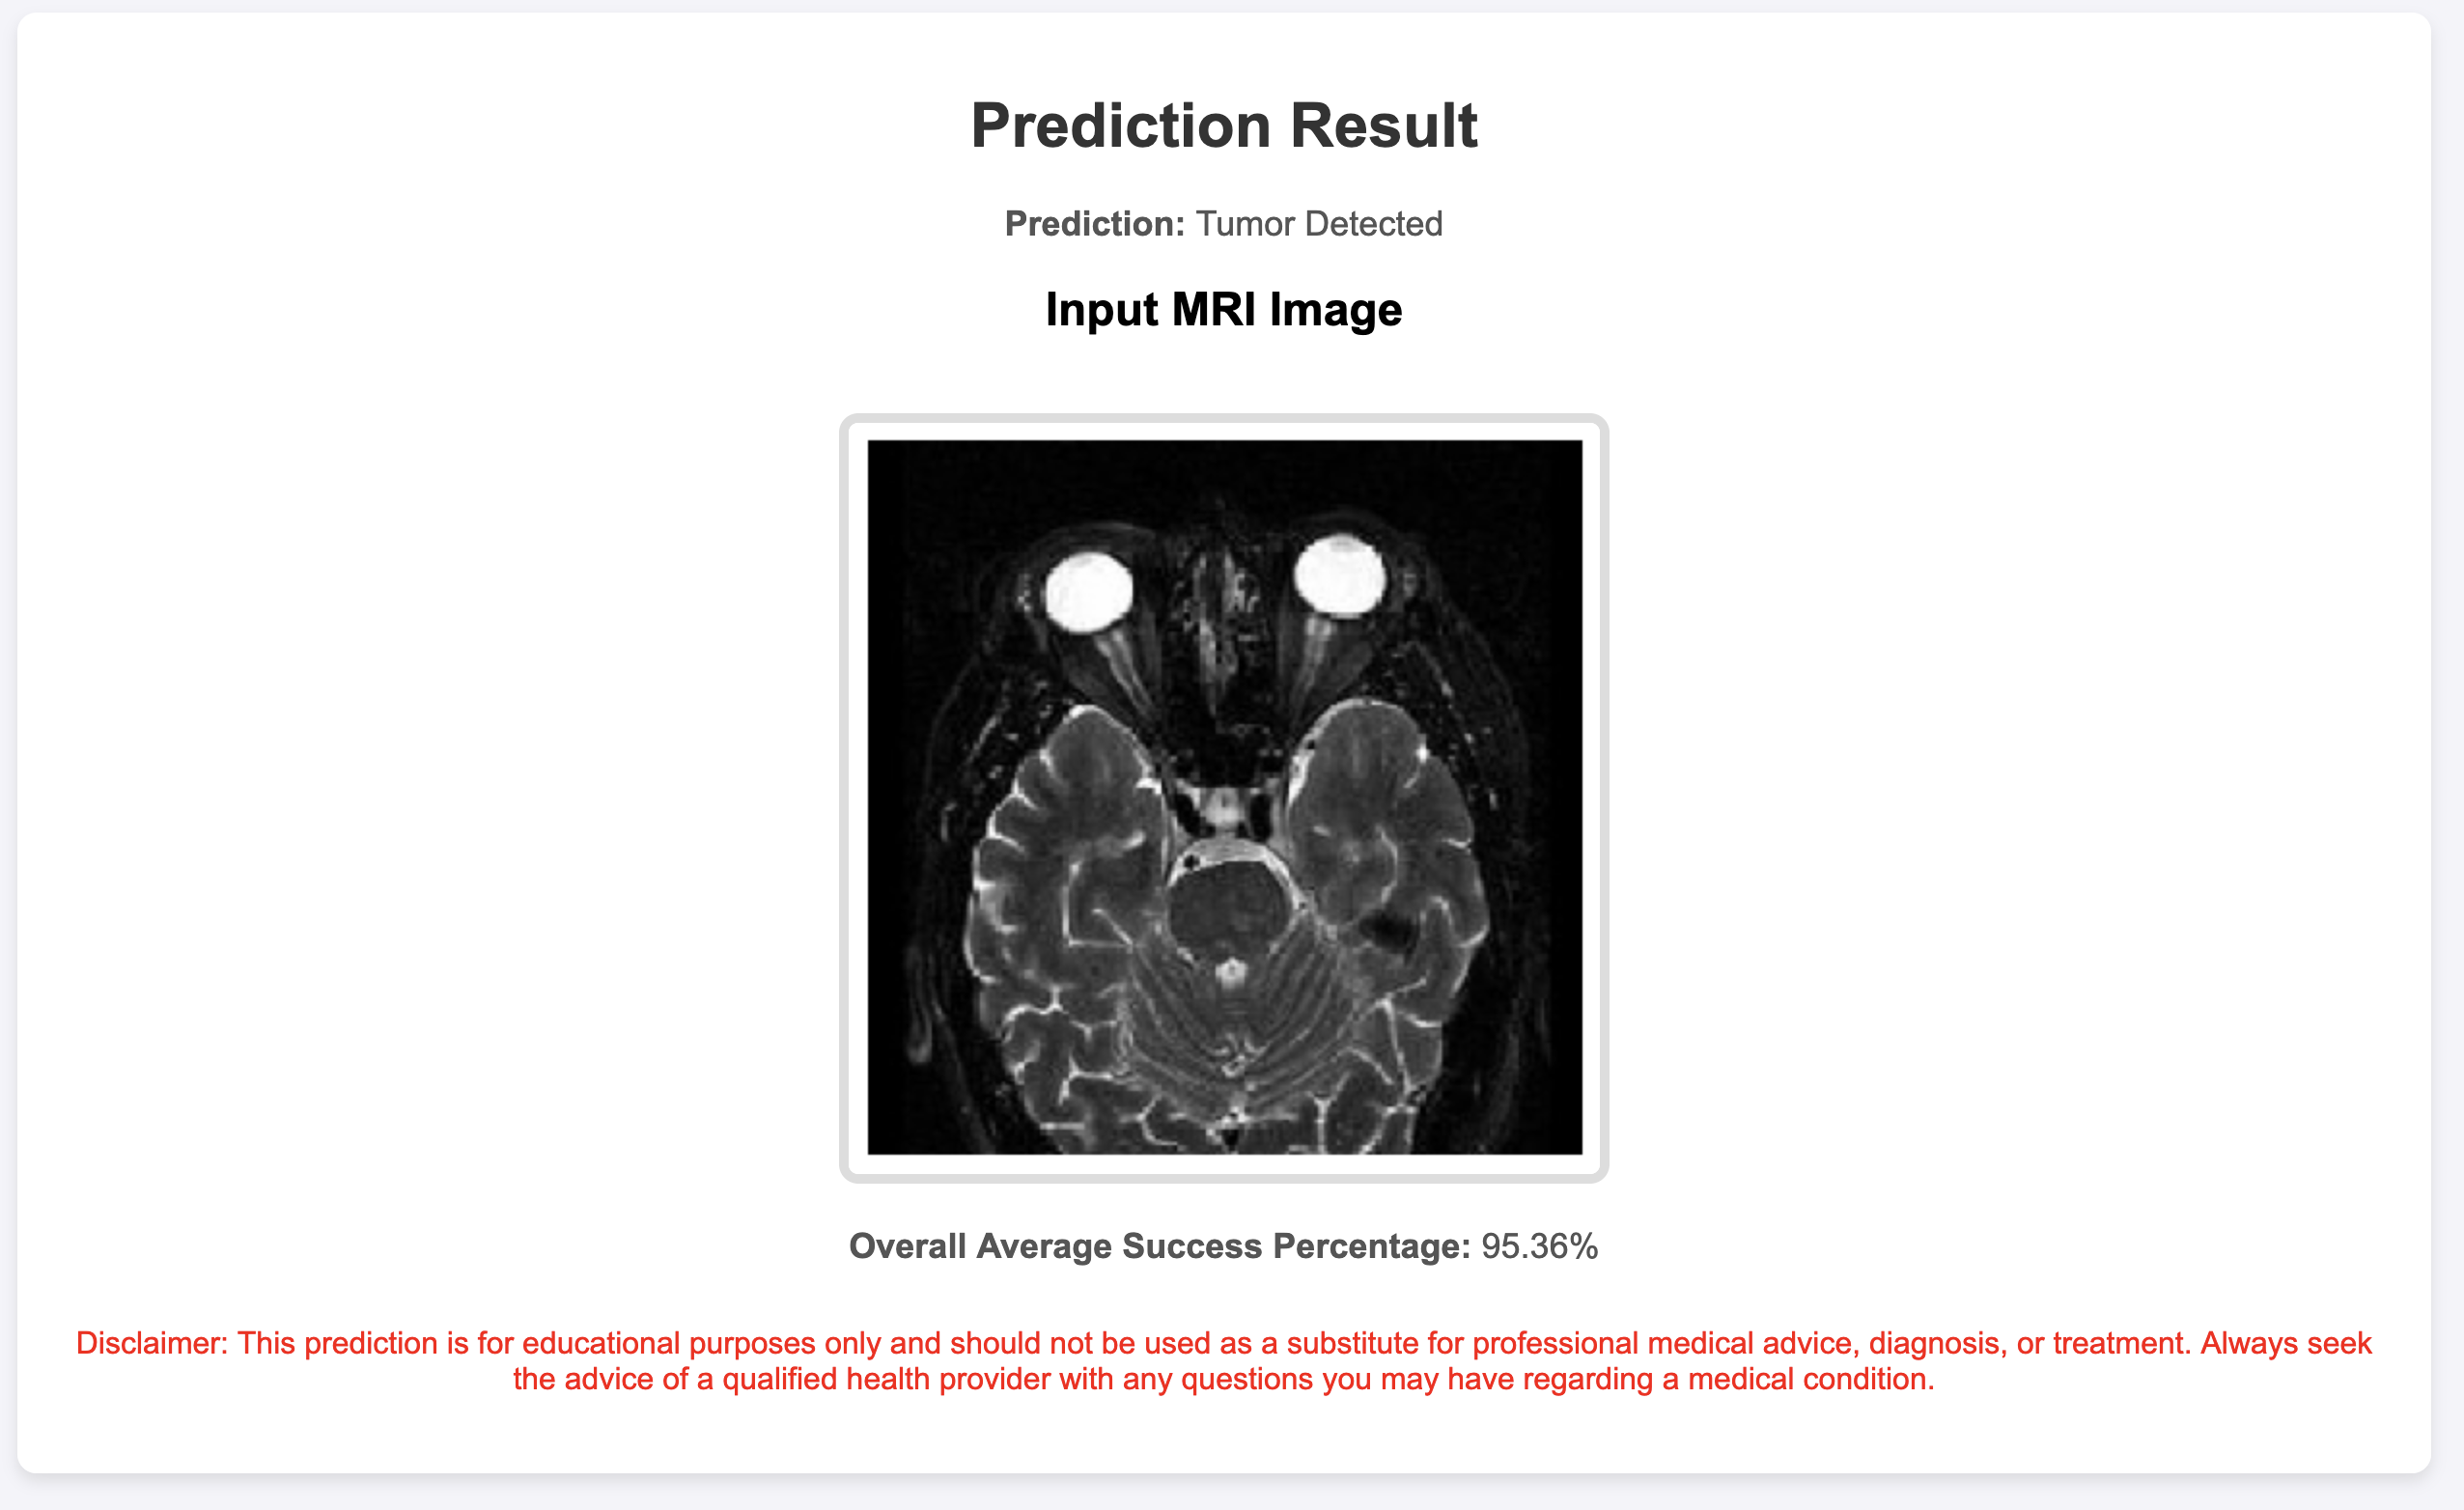 Prediction Result
Prediction: Tumor Detected
Input MRI Image
Overall Average Success Percentage: 95.36%
Disclaimer: This prediction is for educational purposes only and should not be used as a substitute for professional medical advice, diagnosis, or treatment. Always seek
the advice of a qualified health provider with any questions you may have regarding a medical condition.